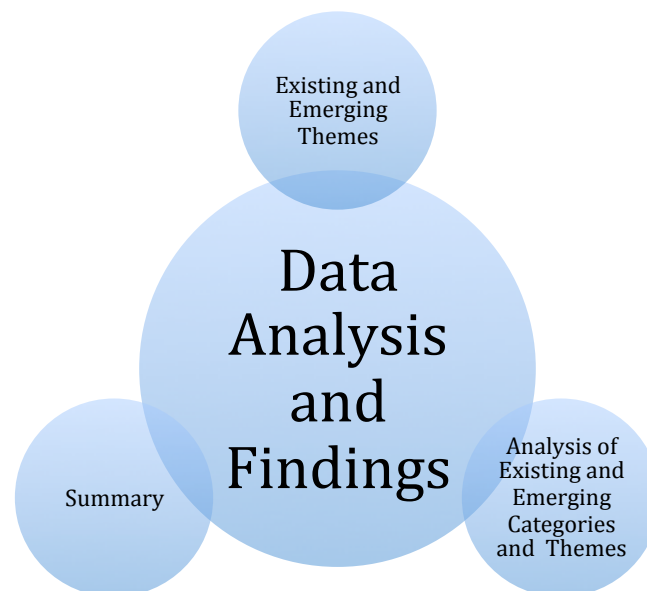 Existing and
Emerging
Themes
Data
Analysis
and
Findings
Summary
Analysis of
Existing and
Emerging
Categories
and Themes